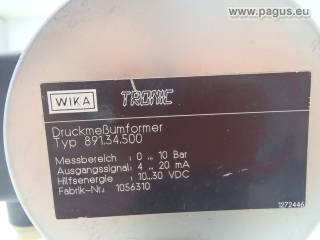 www.pagus.eu
WIKA TRONIC
Druckmeßumformer
Typ 891.34.500
Messbereich : 0 ... 10 Bar
Ausgangssignal: 4 ... 20 mA
Hilfsenergie : 10...30 VDC
Fabrik-Nr.: 1056310
1272446